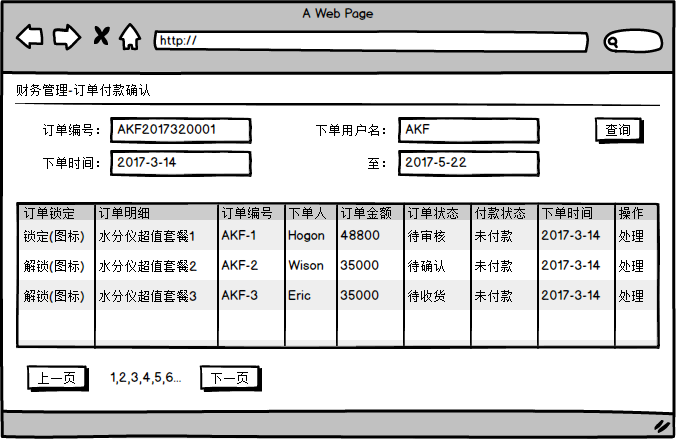 A Web Page
http://
财务管理-订单付款确认
订单编号： AKF2017320001 下单用户名： AKF 查询
下单时间： 2017-3-14 至： 2017-5-22
订单锁定 订单明细 订单编号 下单人 订单金额 订单状态 付款状态 下单时间 操作
锁定(图标) 水分仪超值套餐1 AKF-1 Hogon 48800 待审核 未付款 2017-3-14 处理
解锁(图标) 水分仪超值套餐2 AKF-2 Wison 35000 待确认 未付款 2017-3-14 处理
解锁(图标) 水分仪超值套餐3 AKF-3 Eric 35000 待收货 未付款 2017-3-14 处理
上一页 1,2,3,4,5,6... 下一页